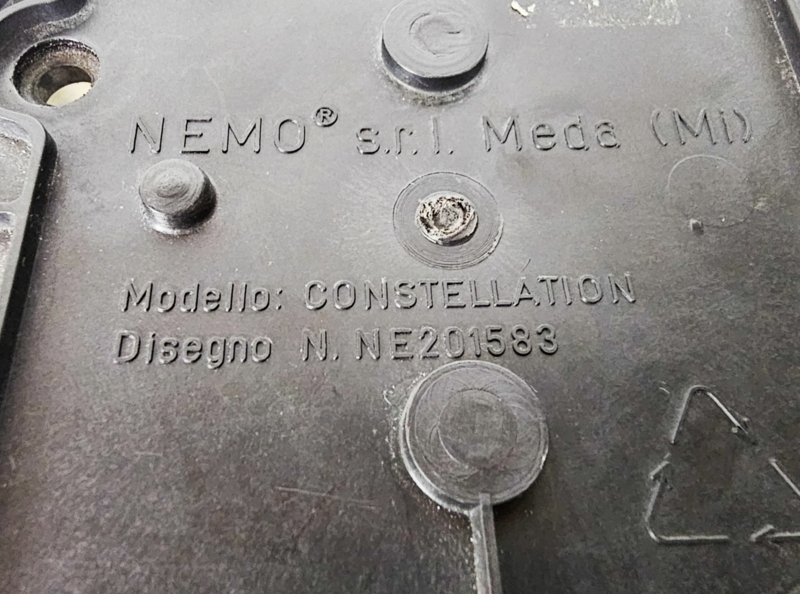 NEMO® s.r.l. Meda (Mi)
Modello: CONSTELLATION
Disegno N. NE201583